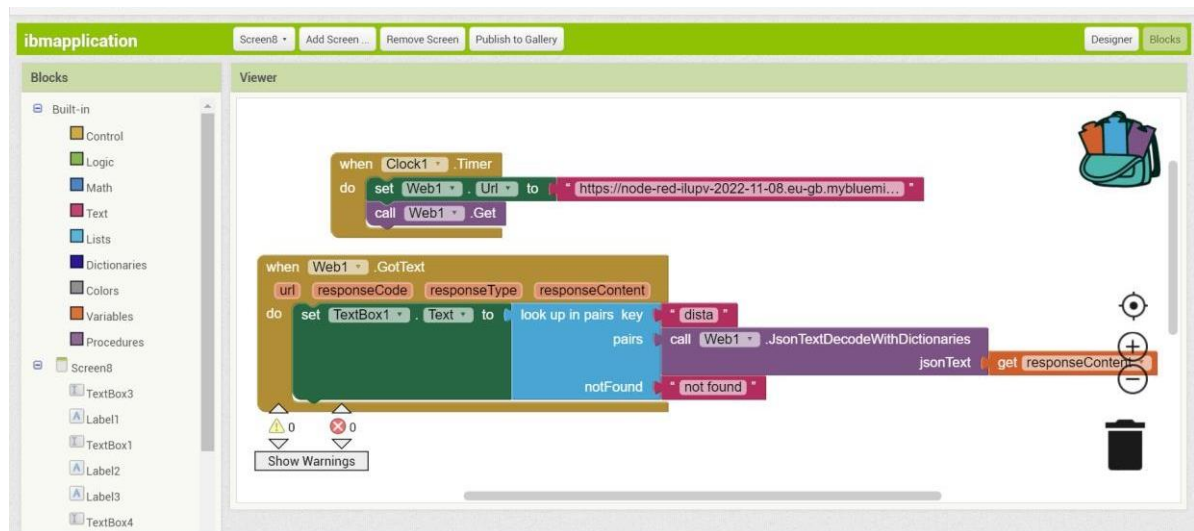 ibmapplication
Screen8
Add Screen ...
Remove Screen
Publish to Gallery
Designer
Blocks
Blocks
Viewer
Built-in
Control
Logic
Math
Text
Lists
Dictionaries
Colors
Variables
Procedures
Screen8
TextBox3
Label1
TextBox1
Label2
Label3
TextBox4
when Clock1 .Timer
do set Web1 . Url to " https://node-red-ilupv-2022-11-08.eu-gb.mybluemi... "
call Web1 .Get
when Web1 .GotText
url responseCode responseType responseContent
do set TextBox1 . Text to look up in pairs key " dista "
pairs call Web1 .JsonTextDecodeWithDictionaries
jsonText get responseContent
notFound " not found "
0 0
Show Warnings